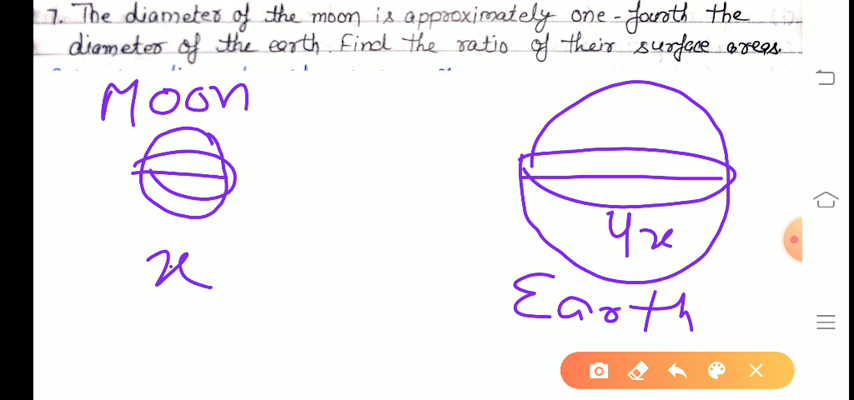 7. The diameter of the moon is approximately one-fourth the
diameter of the earth. Find the ratio of their surface areas.
Moon
x
4x
Earth